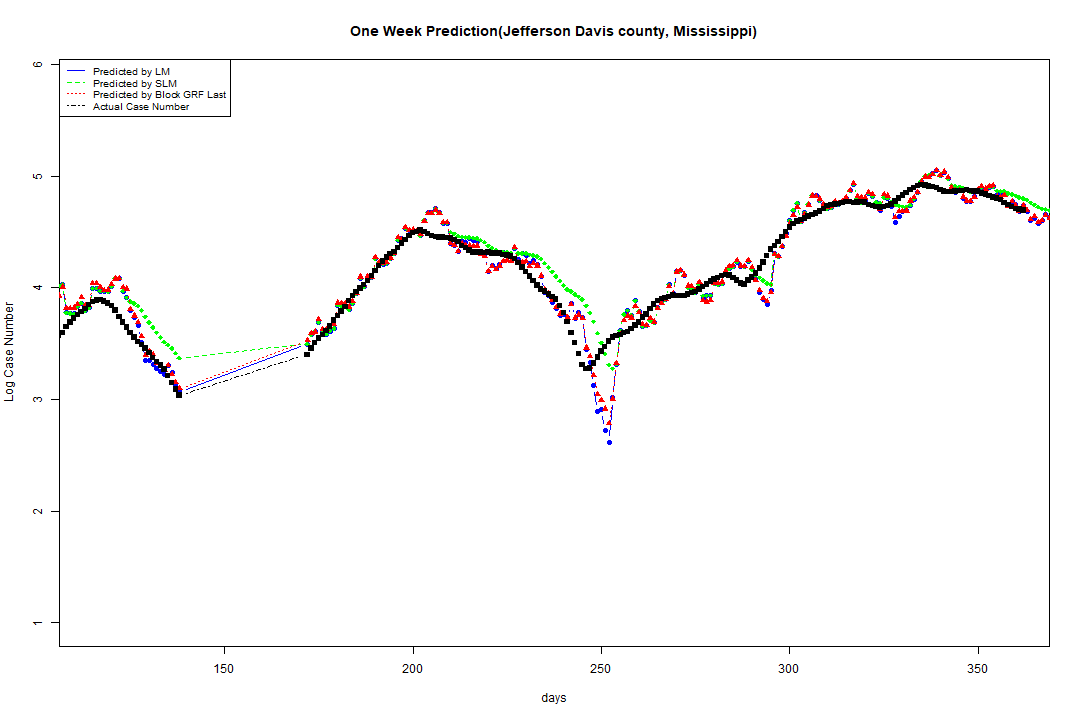 One Week Prediction(Jefferson Davis county, Mississippi)
Predicted by LM
Predicted by SLM
Predicted by Block GRF Last
Actual Case Number
6
5
4
3
2
1
Log Case Number
150 200 250 300 350
days